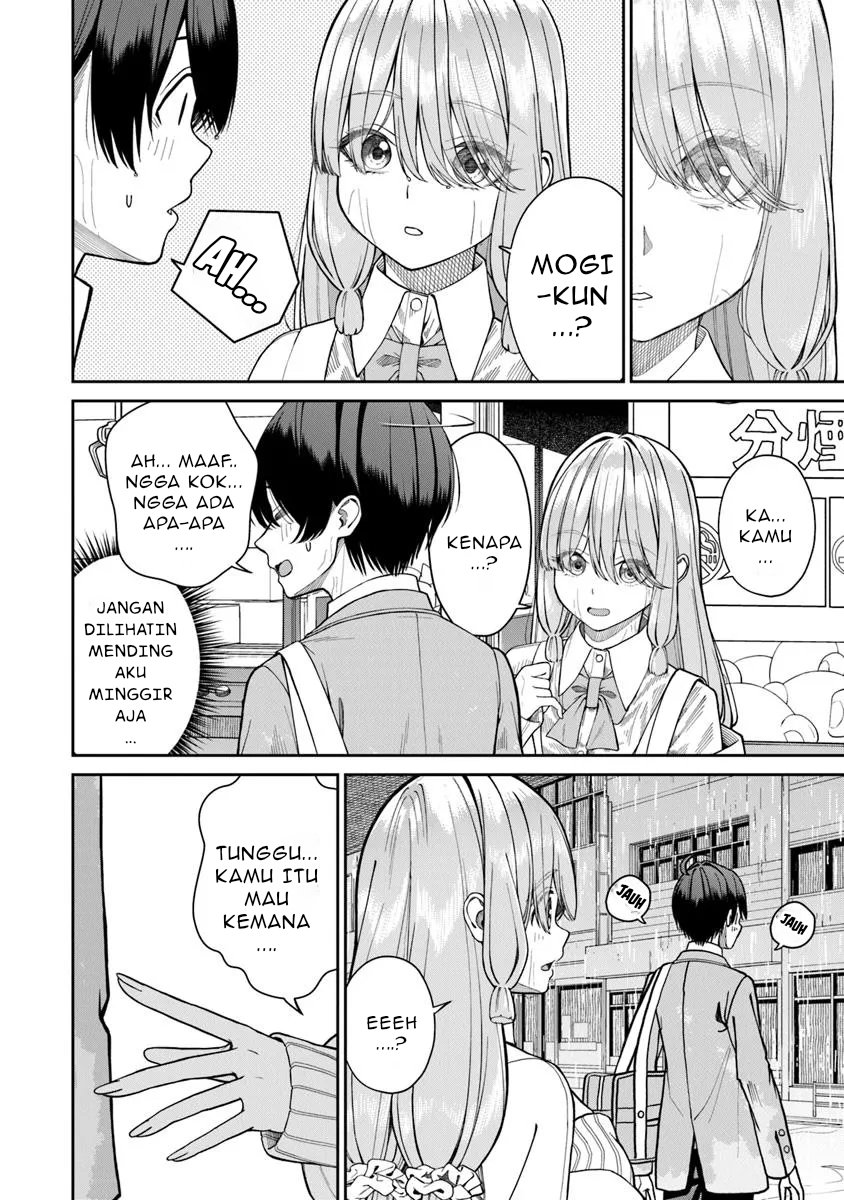 MOGI
-KUN
...?
AH...
KA...
KAMU
...
KENAPA
...?
AH... MAAF..
NGGA KOK...
NGGA ADA
APA-APA
....
JANGAN
DILIHATIN
MENDING
AKU
MINGGIR
AJA
...
分煙
JAUH
JAUH
EEEH
....?
TUNGGU...
KAMU ITU
MAU
KEMANA
....